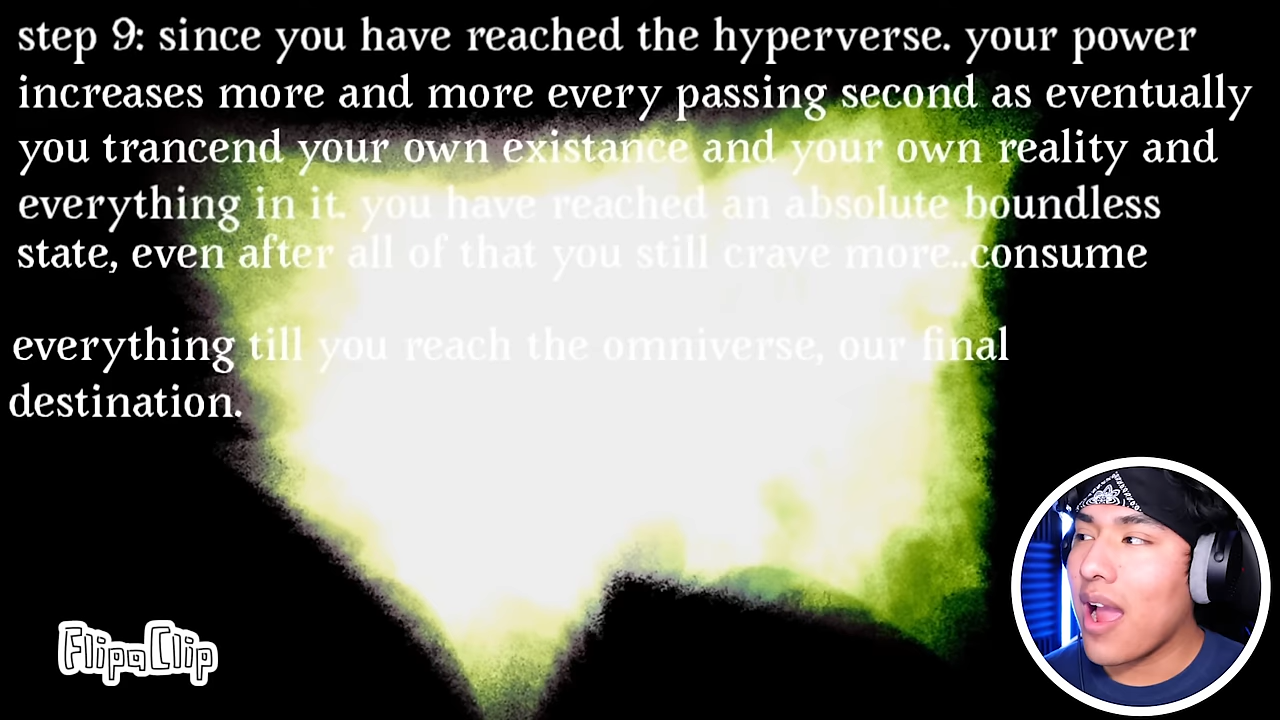 step 9: since you have reached the hyperverse. your power
increases more and more every passing second as eventually
you trancend your own existance and your own reality and
everything in it. you have reached an absolute boundless
state, even after all of that you still crave more..consume
everything till you reach the omniverse, our final
destination.
FlipaClip